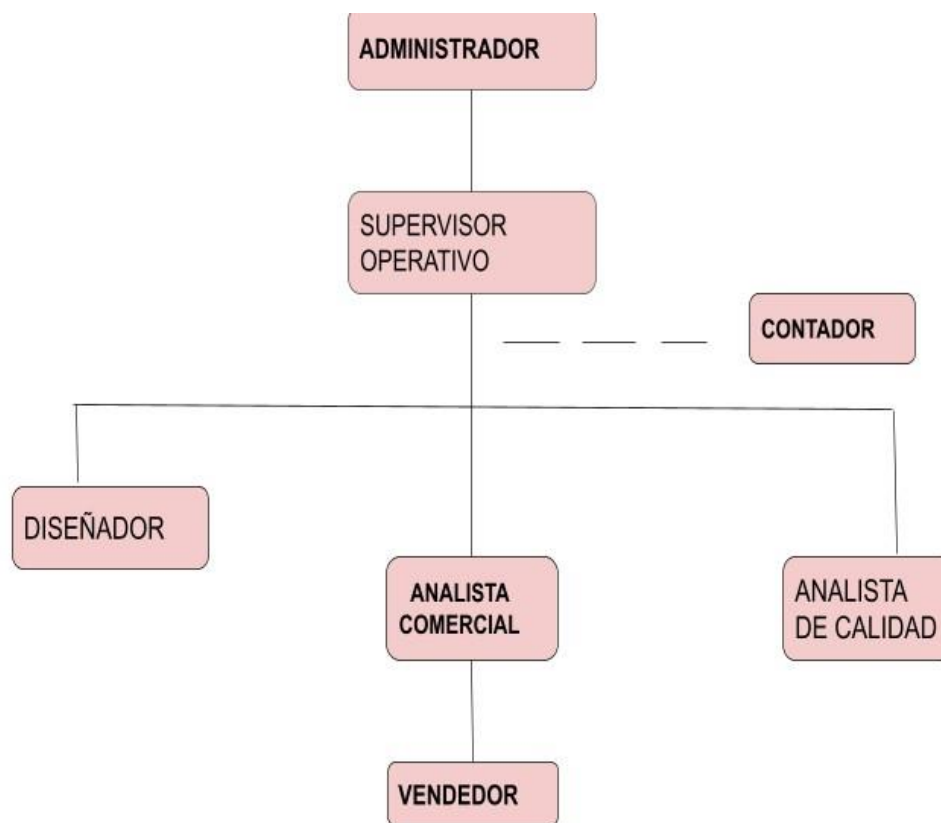 ADMINISTRADOR
SUPERVISOR
OPERATIVO
CONTADOR
DISEÑADOR
ANALISTA
COMERCIAL
ANALISTA
DE CALIDAD
VENDEDOR